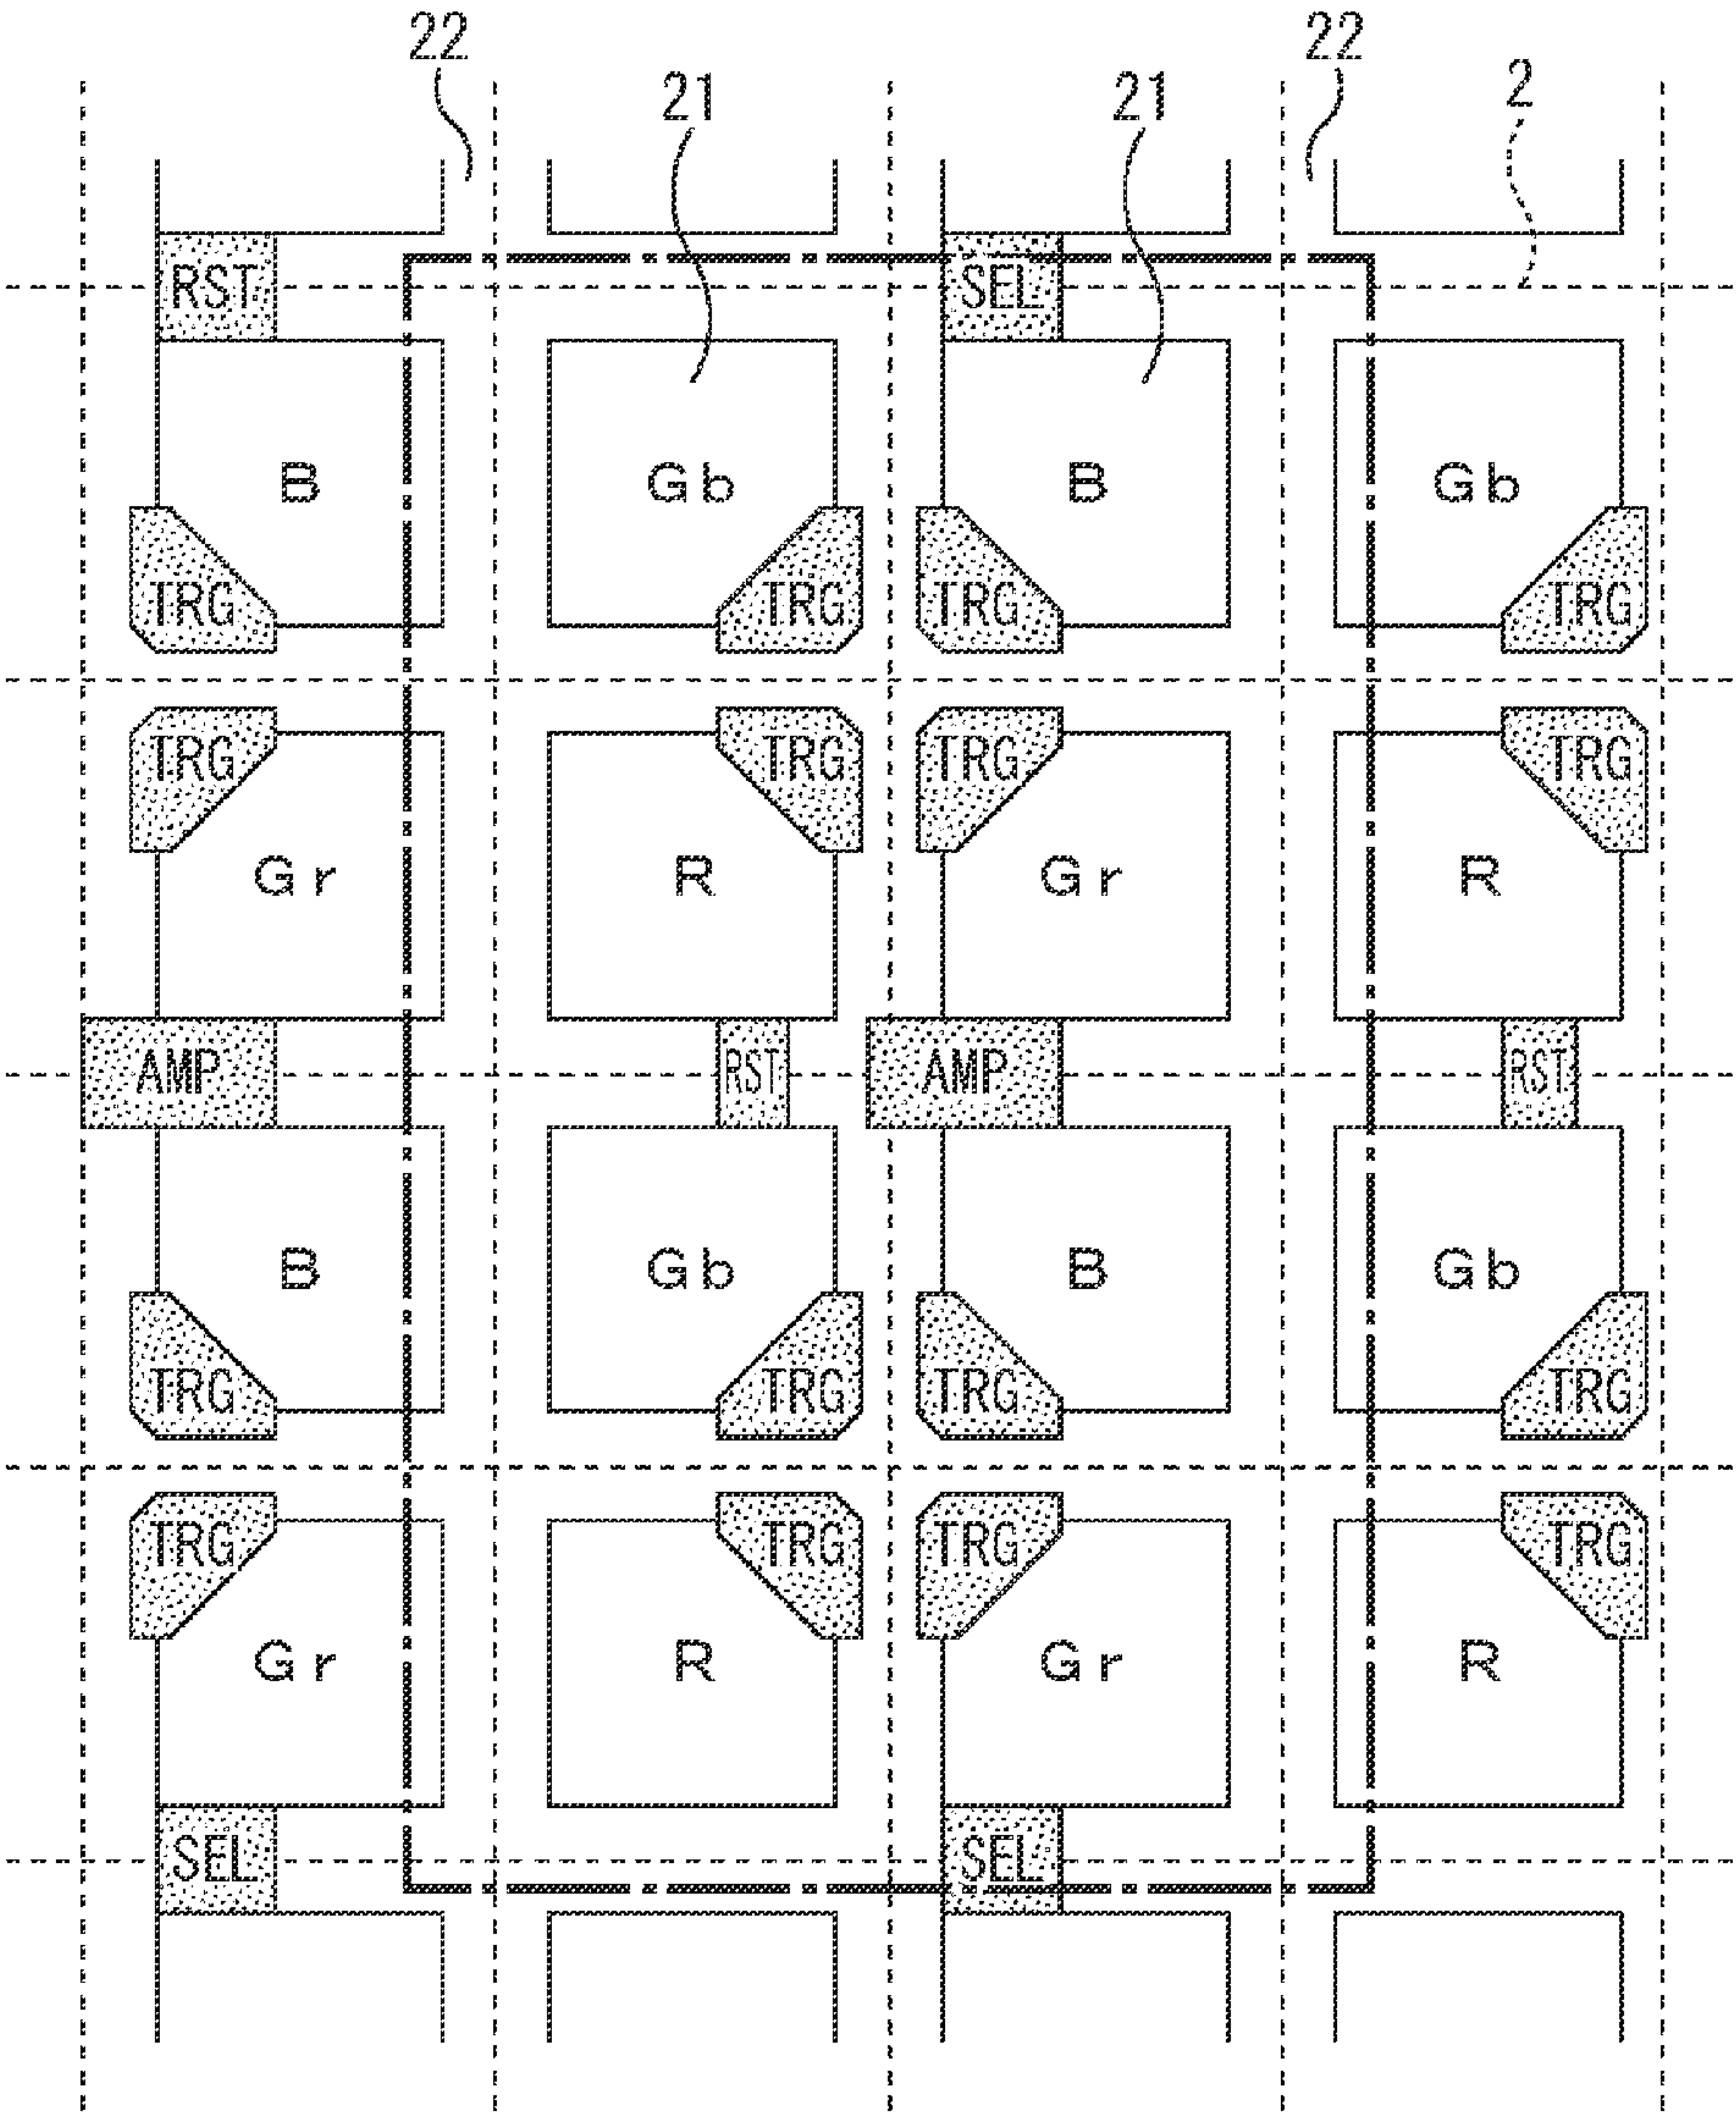 22 22
21 21 2
RST SEL
B Gb B Gb
TRG TRG TRG TRG
TRG TRG TRG TRG
Gr R Gr R
AMP RST AMP RST
B Gb B Gb
TRG TRG TRG TRG
TRG TRG TRG TRG
Gr R Gr R
SEL SEL